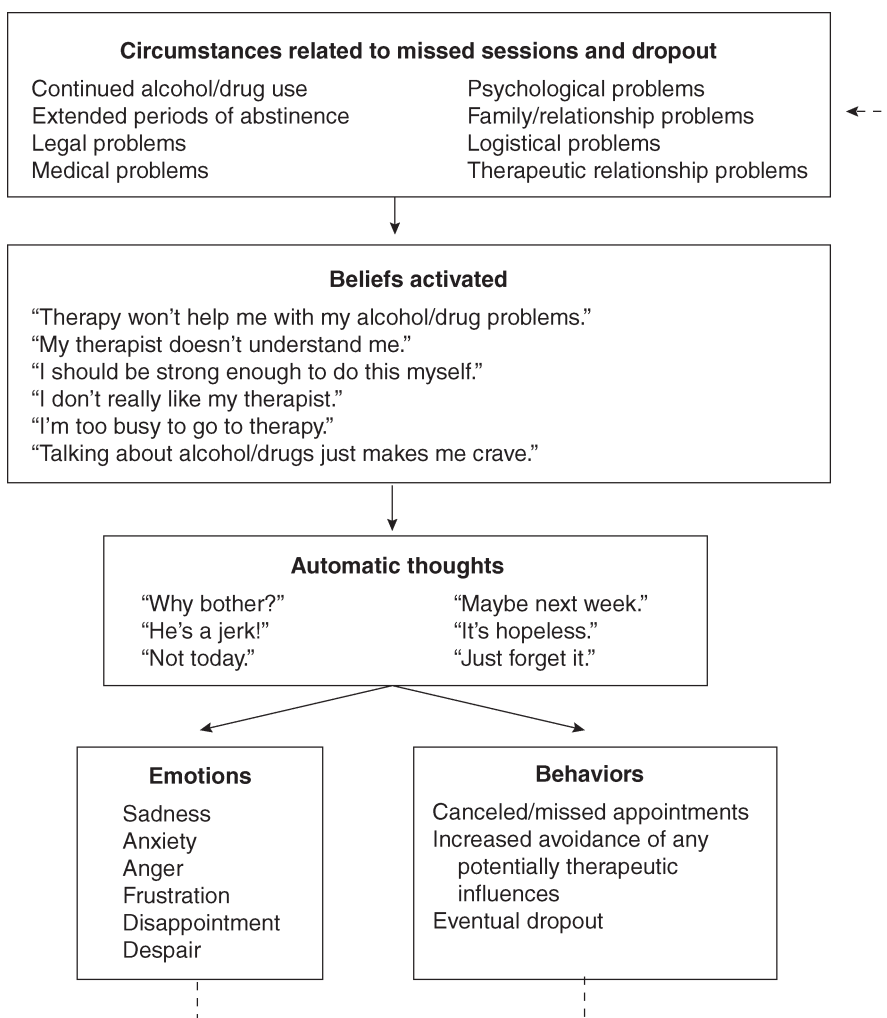 Circumstances related to missed sessions and dropout
Continued alcohol/drug use
Extended periods of abstinence
Legal problems
Medical problems
Psychological problems
Family/relationship problems
Logistical problems
Therapeutic relationship problems
Beliefs activated
“Therapy won’t help me with my alcohol/drug problems.”
“My therapist doesn’t understand me.”
“I should be strong enough to do this myself.”
“I don’t really like my therapist.”
“I’m too busy to go to therapy.”
“Talking about alcohol/drugs just makes me crave.”
Automatic thoughts
“Why bother?”
“He’s a jerk!”
“Not today.”
“Maybe next week.”
“It’s hopeless.”
“Just forget it.”
Emotions
Sadness
Anxiety
Anger
Frustration
Disappointment
Despair
Behaviors
Canceled/missed appointments
Increased avoidance of any
potentially therapeutic
influences
Eventual dropout